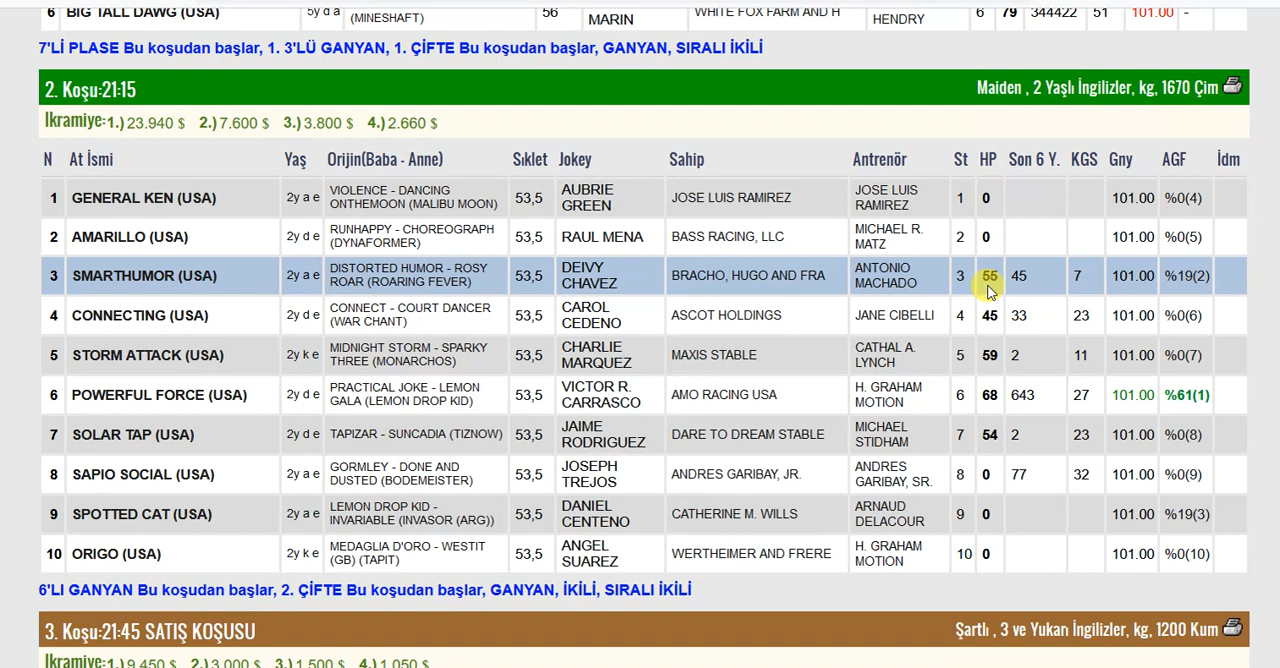 6 BIG TALL DAWG (USA) 5y d a (MINESHAFT) 56 MARIN WHITE FOX FARM AND H HENDRY 6 79 344422 51 101.00 -
7'Lİ PLASE Bu koşudan başlar, 1. 3'LÜ GANYAN, 1. ÇİFTE Bu koşudan başlar, GANYAN, SIRALI İKİLİ
2. Koşu:21:15 Maiden , 2 Yaşlı İngilizler, kg, 1670 Çim
İkramiye:1.) 23.940 $ 2.) 7.600 $ 3.) 3.800 $ 4.) 2.660 $
N At İsmi Yaş Orijin(Baba - Anne) Sıklet Jokey Sahip Antrenör St HP Son 6 Y. KGS Gny AGF İdm
1 GENERAL KEN (USA) 2y a e VIOLENCE - DANCING ONTHEMOON (MALIBU MOON) 53,5 AUBRIE GREEN JOSE LUIS RAMIREZ JOSE LUIS RAMIREZ 1 0 101.00 %0(4)
2 AMARILLO (USA) 2y d e RUNHAPPY - CHOREOGRAPH (DYNAFORMER) 53,5 RAUL MENA BASS RACING, LLC MICHAEL R. MATZ 2 0 101.00 %0(5)
3 SMARTHUMOR (USA) 2y a e DISTORTED HUMOR - ROSY ROAR (ROARING FEVER) 53,5 DEIVY CHAVEZ BRACHO, HUGO AND FRA ANTONIO MACHADO 3 55 45 7 101.00 %19(2)
4 CONNECTING (USA) 2y d e CONNECT - COURT DANCER (WAR CHANT) 53,5 CAROL CEDENO ASCOT HOLDINGS JANE CIBELLI 4 45 33 23 101.00 %0(6)
5 STORM ATTACK (USA) 2y k e MIDNIGHT STORM - SPARKY THREE (MONARCHOS) 53,5 CHARLIE MARQUEZ MAXIS STABLE CATHAL A. LYNCH 5 59 2 11 101.00 %0(7)
6 POWERFUL FORCE (USA) 2y d e PRACTICAL JOKE - LEMON GALA (LEMON DROP KID) 53,5 VICTOR R. CARRASCO AMO RACING USA H. GRAHAM MOTION 6 68 643 27 101.00 %61(1)
7 SOLAR TAP (USA) 2y d e TAPIZAR - SUNCADIA (TIZNOW) 53,5 JAIME RODRIGUEZ DARE TO DREAM STABLE MICHAEL STIDHAM 7 54 2 23 101.00 %0(8)
8 SAPIO SOCIAL (USA) 2y a e GORMLEY - DONE AND DUSTED (BODEMEISTER) 53,5 JOSEPH TREJOS ANDRES GARIBAY, JR. ANDRES GARIBAY, SR. 8 0 77 32 101.00 %0(9)
9 SPOTTED CAT (USA) 2y a e LEMON DROP KID - INVARIABLE (INVASOR (ARG)) 53,5 DANIEL CENTENO CATHERINE M. WILLS ARNAUD DELACOUR 9 0 101.00 %19(3)
10 ORIGO (USA) 2y k e MEDAGLIA D'ORO - WESTIT (GB) (TAPIT) 53,5 ANGEL SUAREZ WERTHEIMER AND FRERE H. GRAHAM MOTION 10 0 101.00 %0(10)
6'LI GANYAN Bu koşudan başlar, 2. ÇİFTE Bu koşudan başlar, GANYAN, İKİLİ, SIRALI İKİLİ
3. Koşu:21:45 SATIŞ KOŞUSU Şartlı , 3 ve Yukarı İngilizler, kg, 1200 Kum
İkramiye:1.) 9.450 $ 2.) 3.000 $ 3.) 1.500 $ 4.) 1.050 $